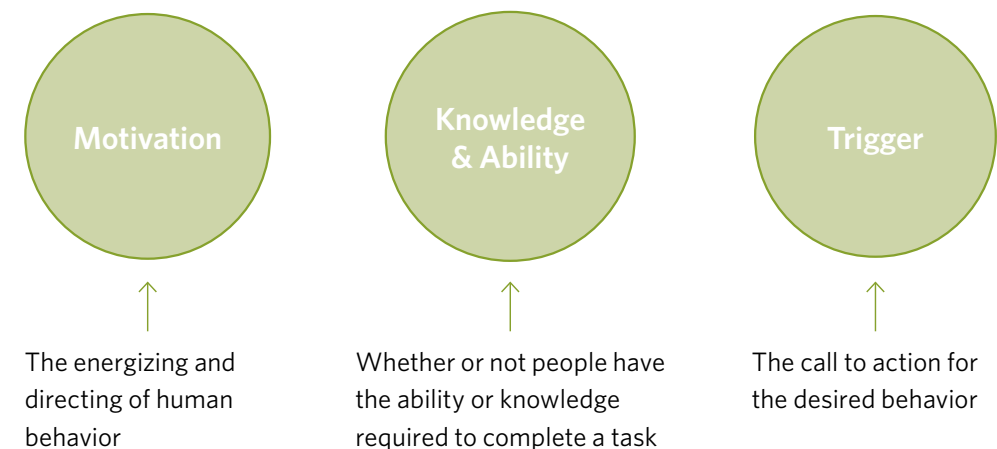 Motivation
Knowledge
& Ability
Trigger
The energizing and
directing of human
behavior
Whether or not people have
the ability or knowledge
required to complete a task
The call to action for
the desired behavior